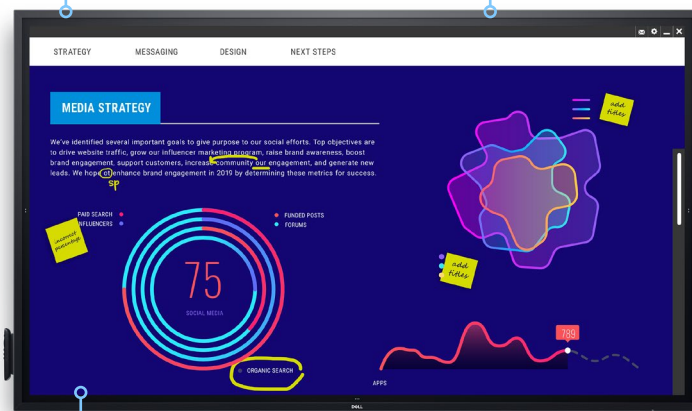 STRATEGY MESSAGING DESIGN NEXT STEPS
MEDIA STRATEGY
We've identified several important goals to give purpose to our social efforts. Top objectives are
to drive website traffic, grow our influencer marketing program, raise brand awareness, boost
brand engagement, support customers, increase community our engagement, and generate new
leads. We hope ot enhance brand engagement in 2019 by determining these metrics for success.
sp
add
titles
PAID SEARCH
NFLUENCERS
FUNDED POSTS
FORUMS
incorrect
percentage
75
SOCIAL MEDIA
ORGANIC SEARCH
add
titles
789
APPS
DELL